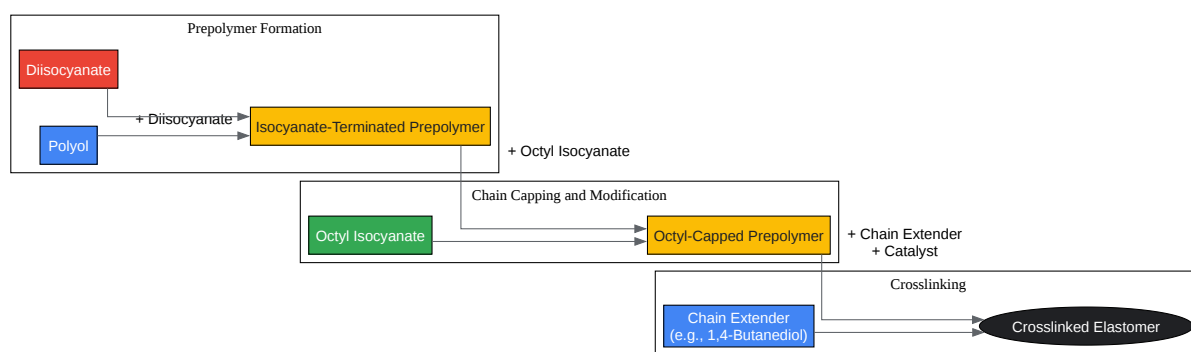 Prepolymer Formation
Diisocyanate
+ Diisocyanate
Isocyanate-Terminated Prepolymer
Polyol
+ Octyl Isocyanate
Chain Capping and Modification
Octyl Isocyanate
Octyl-Capped Prepolymer
+ Chain Extender
+ Catalyst
Crosslinking
Chain Extender
(e.g., 1,4-Butanediol)
Crosslinked Elastomer